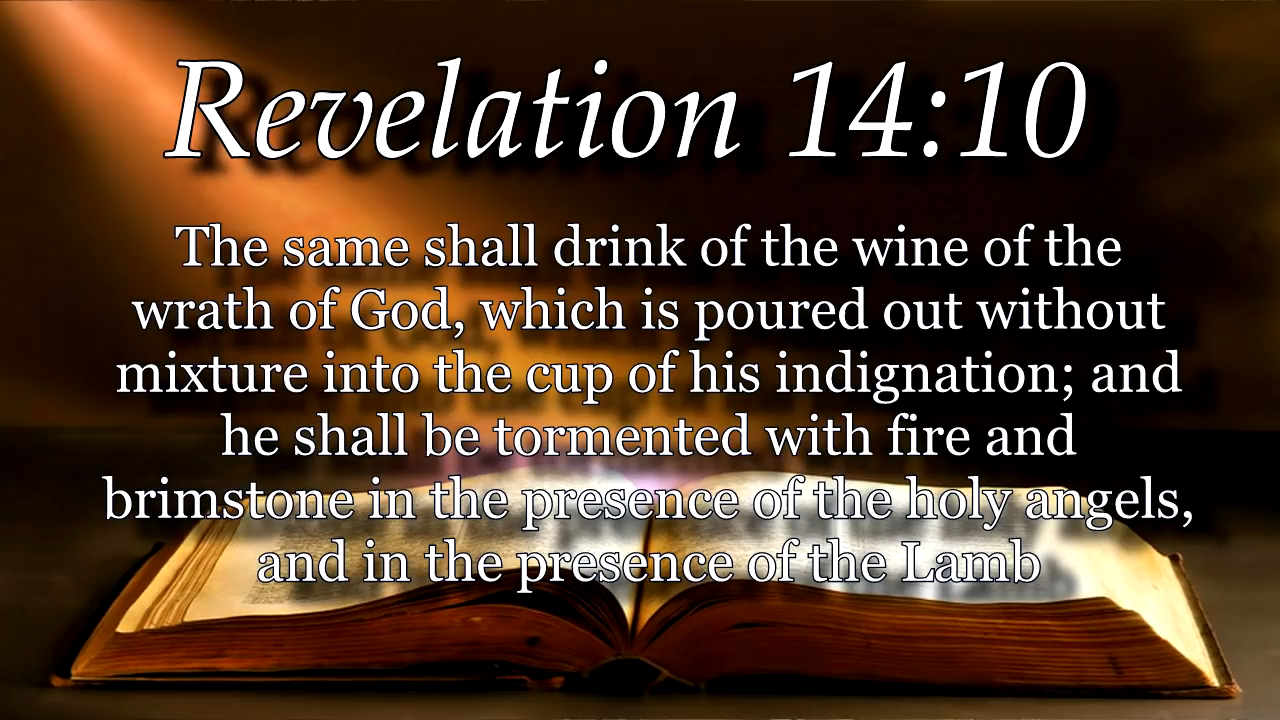 Revelation 14:10
The same shall drink of the wine of the
wrath of God, which is poured out without
mixture into the cup of his indignation; and
he shall be tormented with fire and
brimstone in the presence of the holy angels,
and in the presence of the Lamb